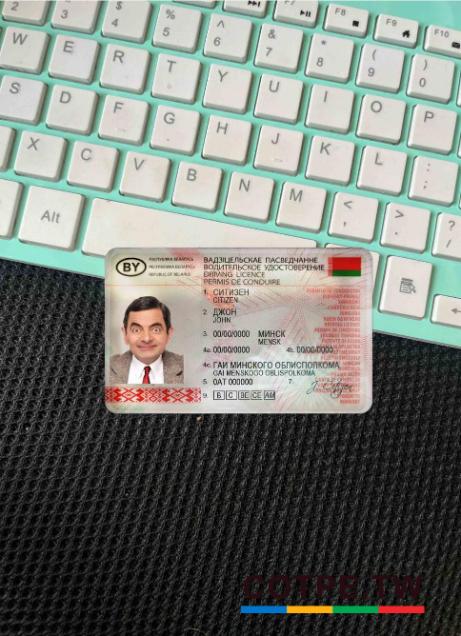 $
4
%
5
^
6
&
7
*
8
(
9
)
0
F8
F9
F10
W
E
R
T
Y
U
I
O
P
S
D
F
G
H
J
K
L
:
;
X
C
V
B
N
M
<
,
>
.
?
Alt
BY
РЭСПУБЛІКА БЕЛАРУСЬ
РЕСПУБЛИКА БЕЛАРУСЬ
REPUBLIC OF BELARUS
ВАДЗІЦЕЛЬСКАЕ ПАСВЕДЧАННЕ
ВОДИТЕЛЬСКОЕ УДОСТОВЕРЕНИЕ
DRIVING LICENCE
PERMIS DE CONDUIRE
1. СИТИЗЕН
CITIZEN
2. ДЖОН
JOHN
3. 00/00/0000 МИНСК
MENSK
4a. 00/00/0000 4b. 00/00/0000
4c. ГАИ МИНСКОГО ОБЛИСПОЛКОМА
GAI MENSKOGO OBLISPOLKOMA
5. 0AT 000000 7.
9. B C BE CE AM
GOTPB.TW